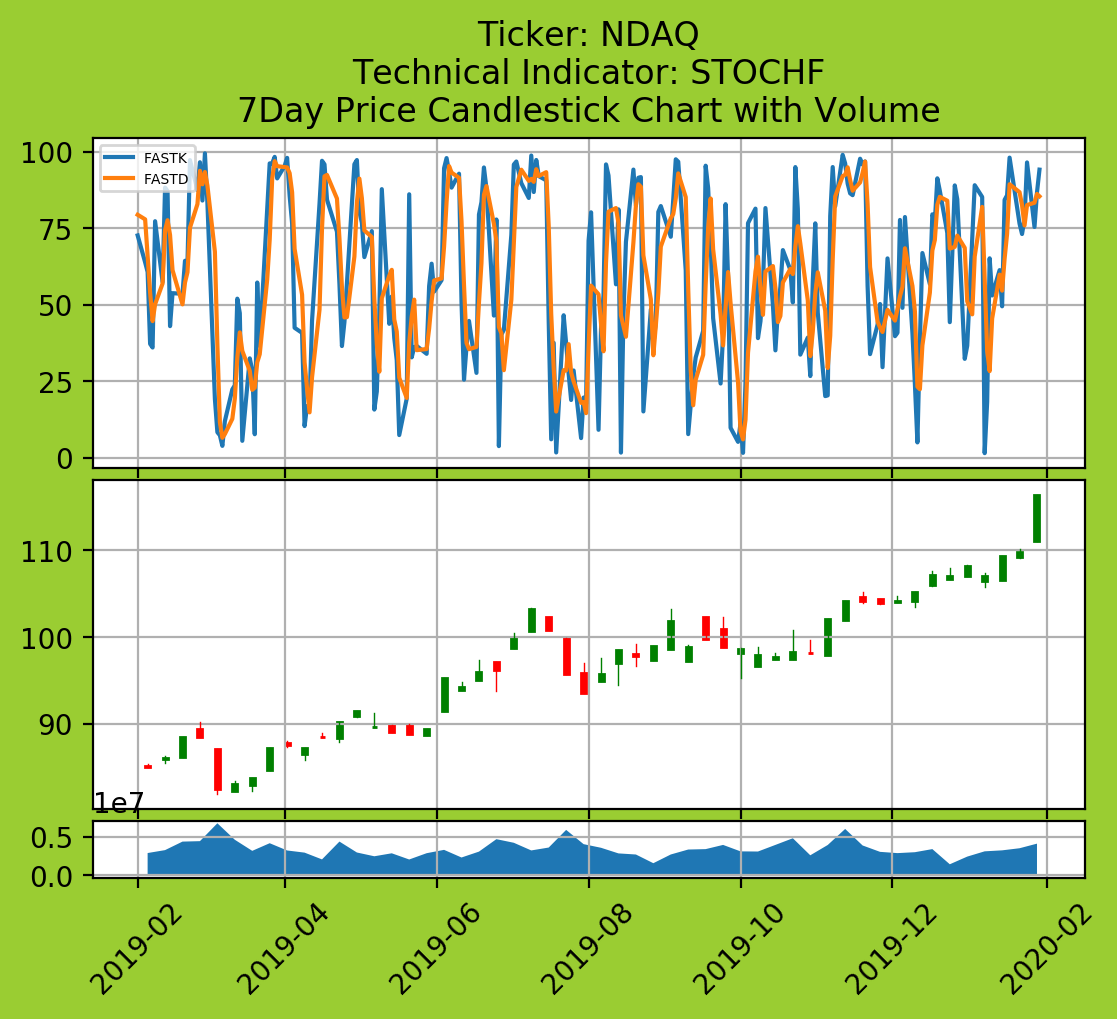 Ticker: NDAQ
Technical Indicator: STOCHF
7Day Price Candlestick Chart with Volume
100
FASTK
FASTD
75
50
25
0
110
100
90
1e7
0.5
0.0
2019-02
2019-04
2019-06
2019-08
2019-10
2019-12
2020-02